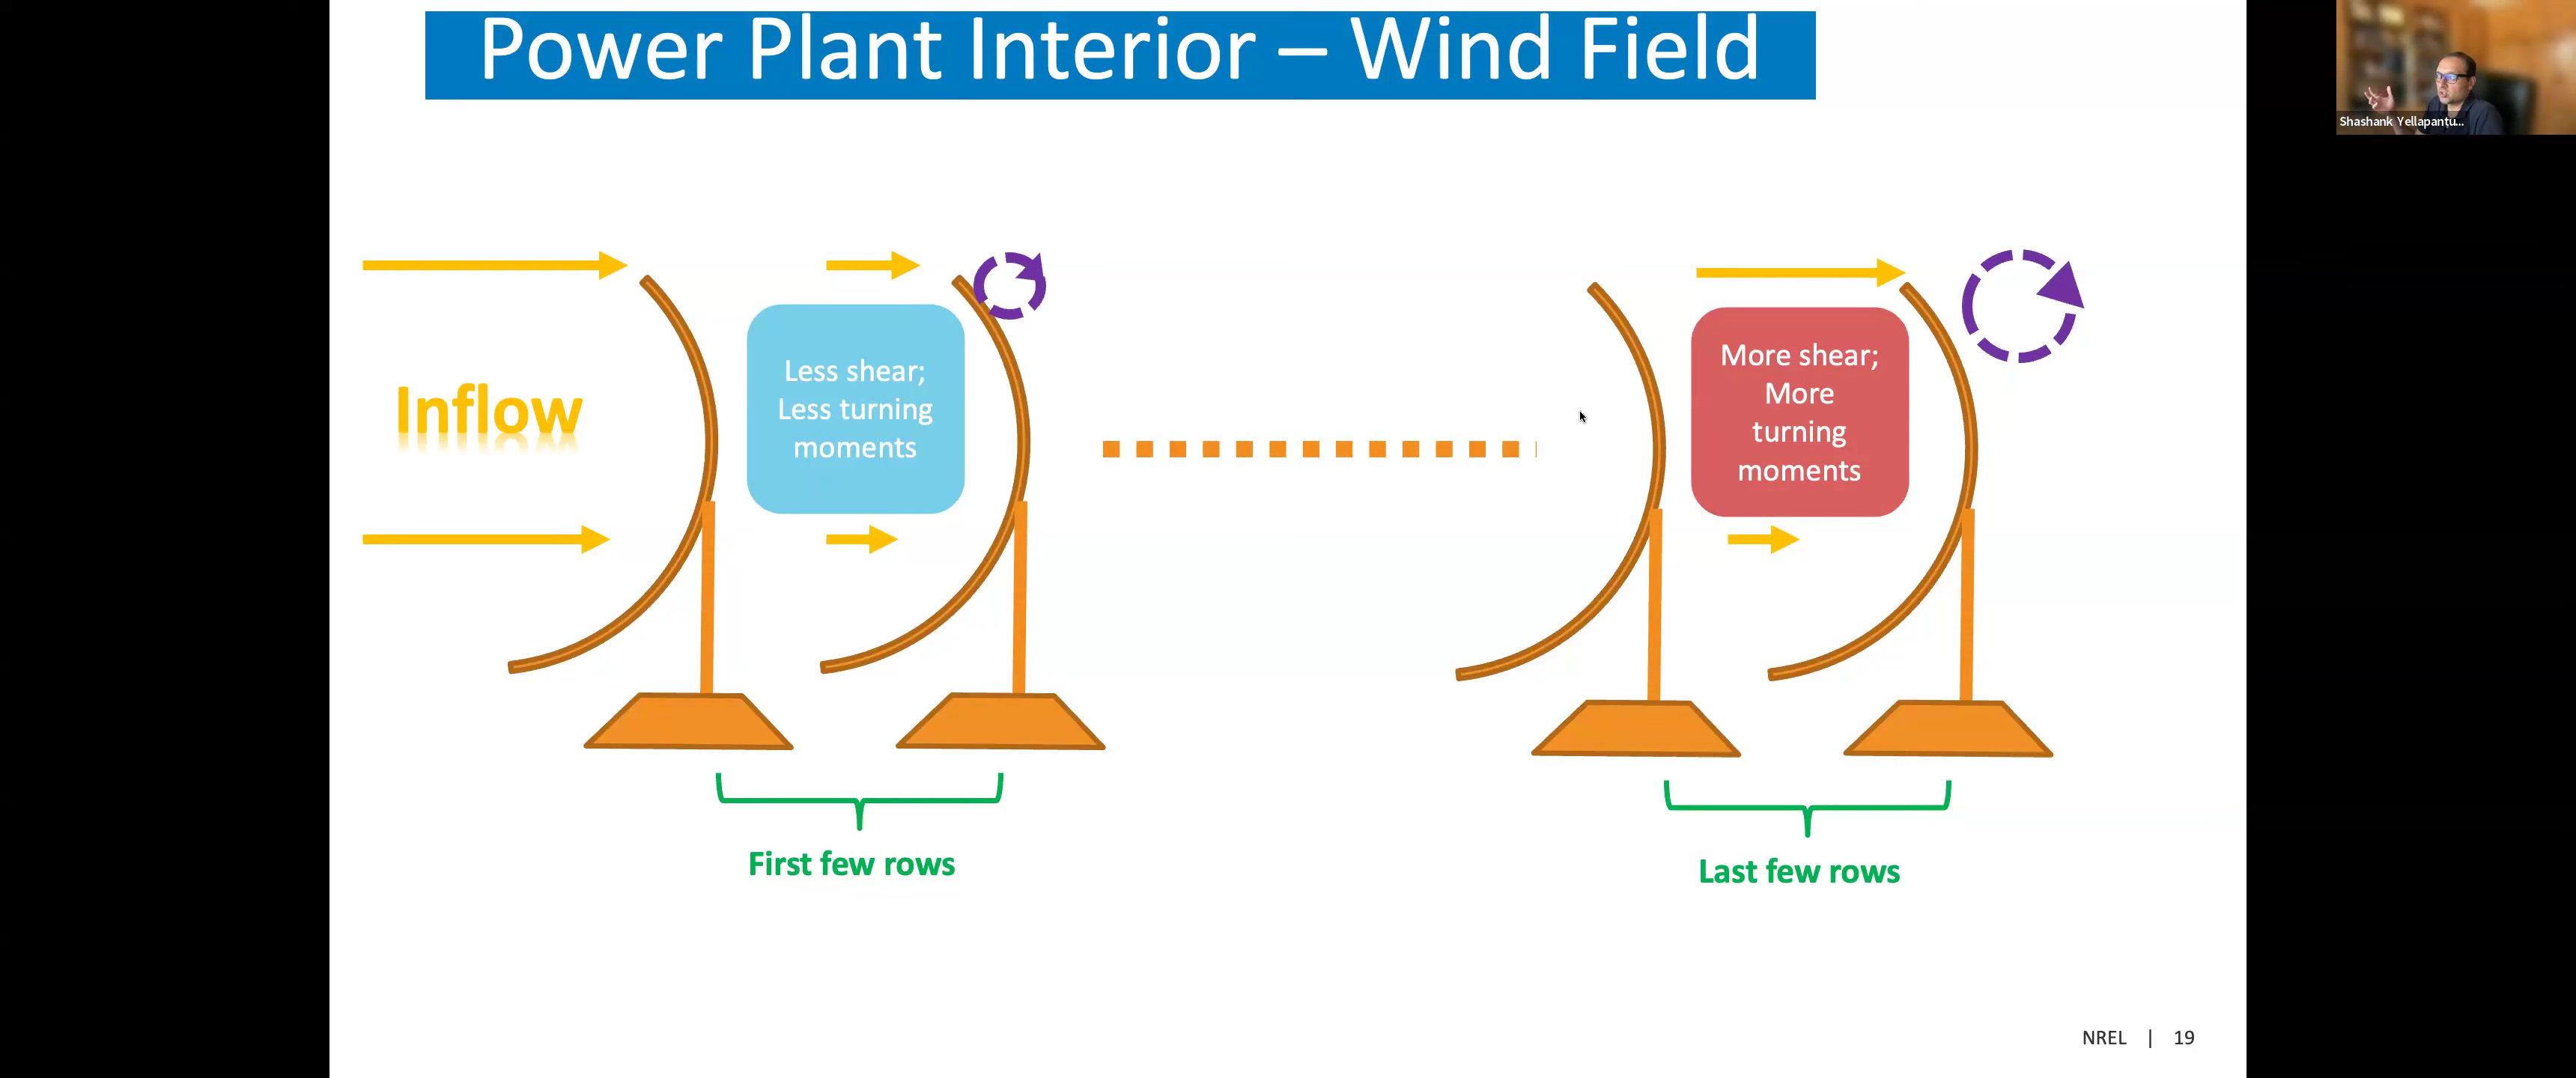 Power Plant Interior – Wind Field
Shashank Yellapantu...
Inflow
Less shear;
Less turning
moments
More shear;
More
turning
moments
First few rows
Last few rows
NREL | 19